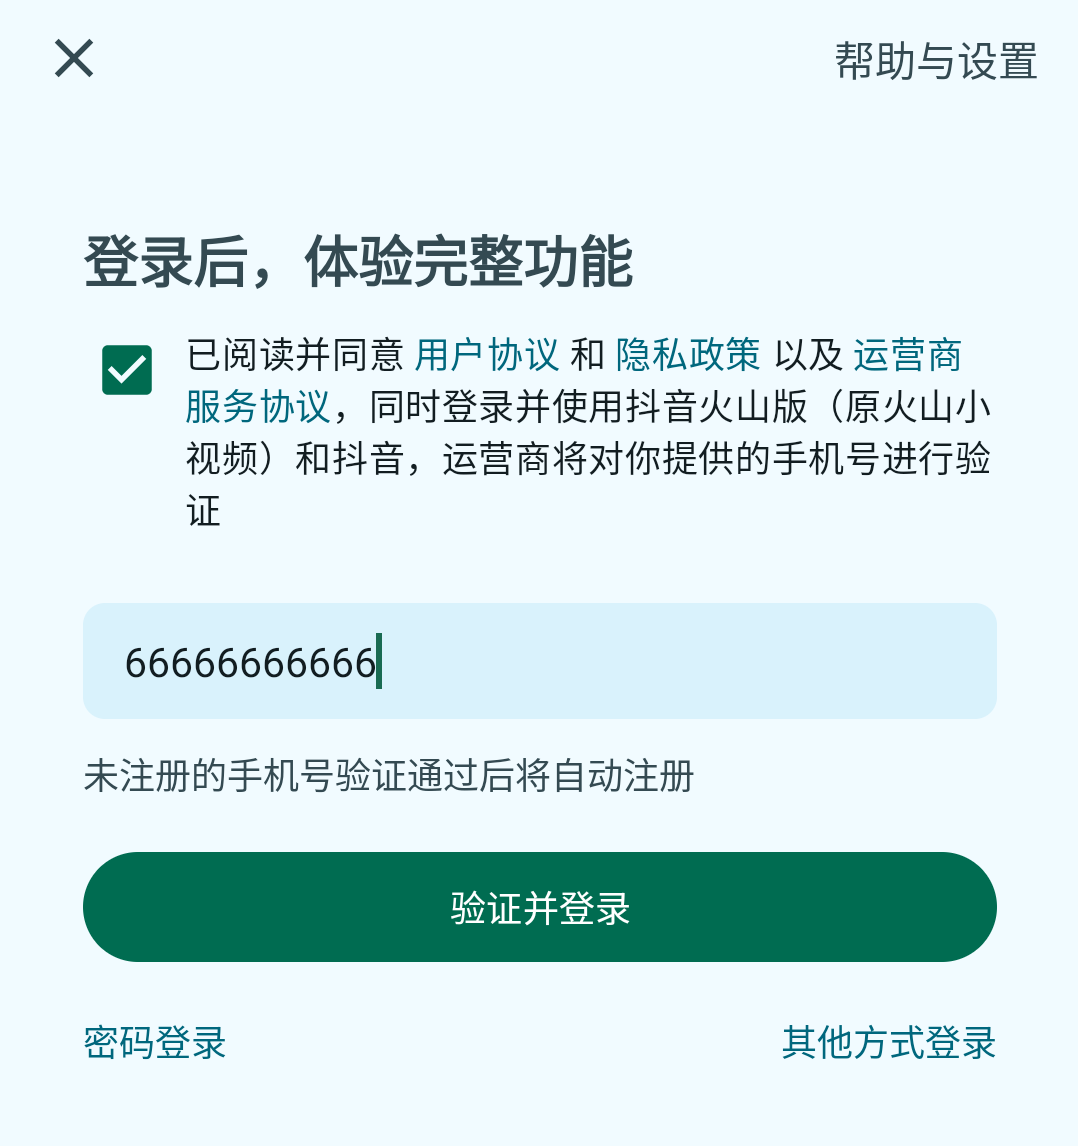 帮助与设置
登录后，体验完整功能
已阅读并同意 用户协议 和 隐私政策 以及 运营商
服务协议，同时登录并使用抖音火山版（原火山小
视频）和抖音，运营商将对你提供的手机号进行验
证
66666666666
未注册的手机号验证通过后将自动注册
验证并登录
密码登录
其他方式登录